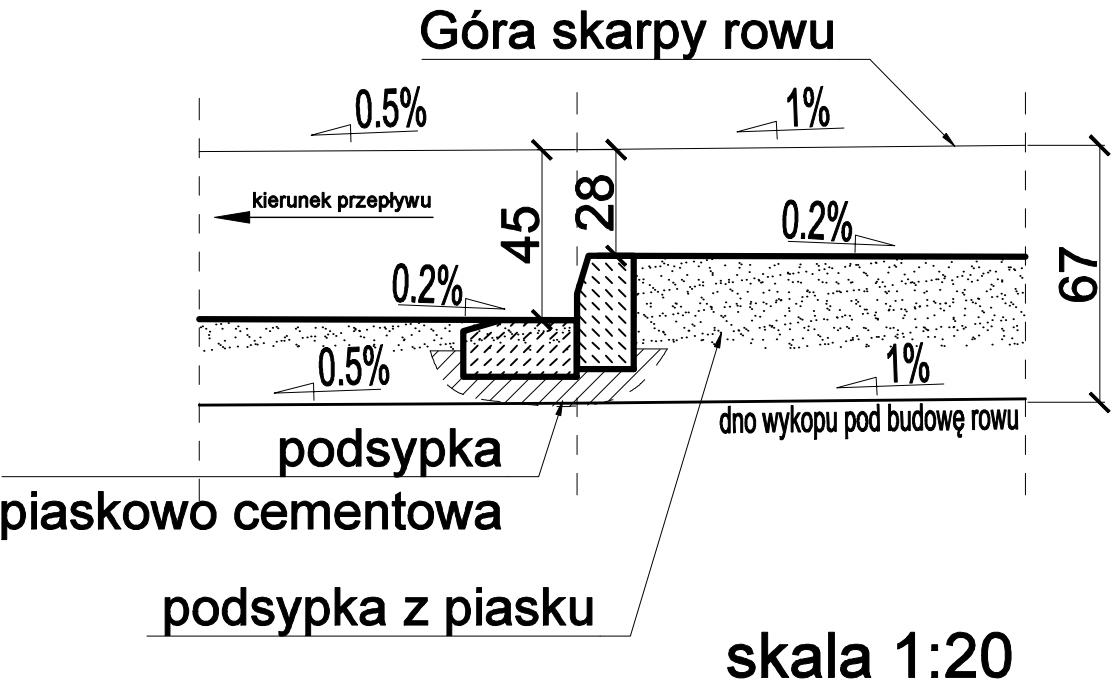 Góra skarpy rowu
0.5%
1%
kierunek przepływu
45
28
0.2%
67
0.2%
0.5%
1%
dno wykopu pod budowę rowu
podsypka
piaskowo cementowa
podsypka z piasku
skala 1:20